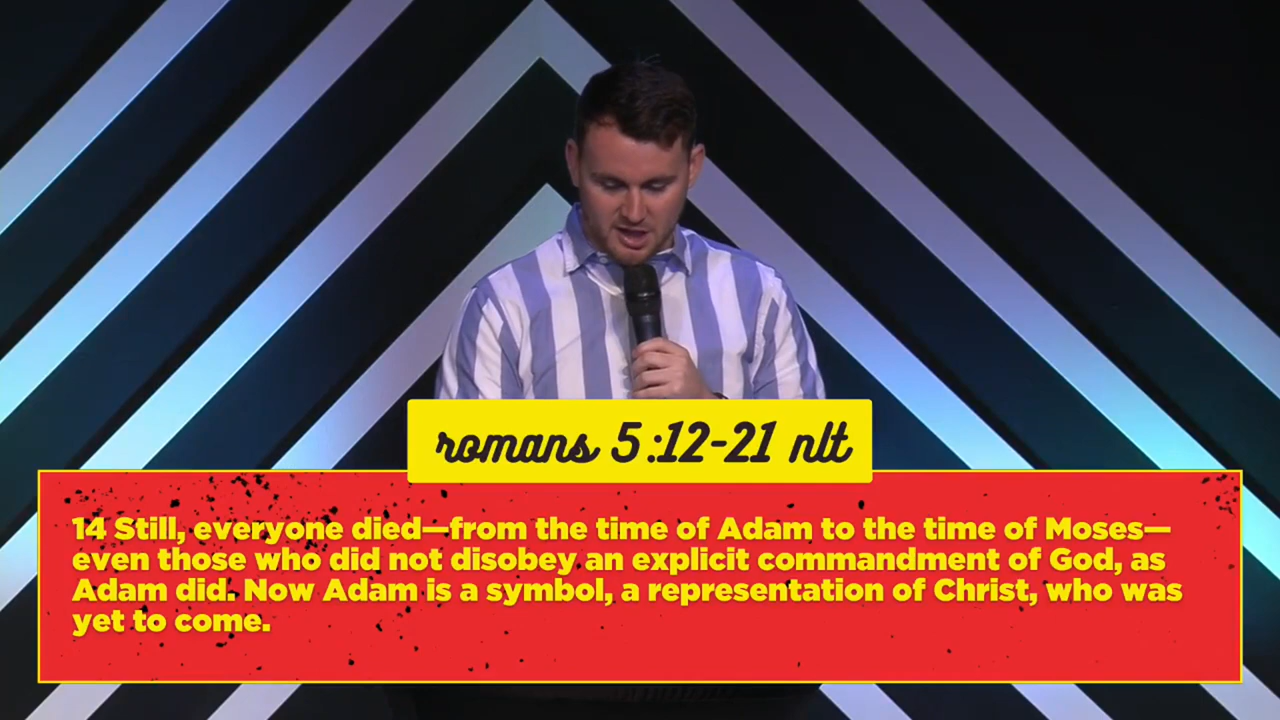 romans 5:12-21 nlt
14 Still, everyone died—from the time of Adam to the time of Moses—
even those who did not disobey an explicit commandment of God, as
Adam did. Now Adam is a symbol, a representation of Christ, who was
yet to come.